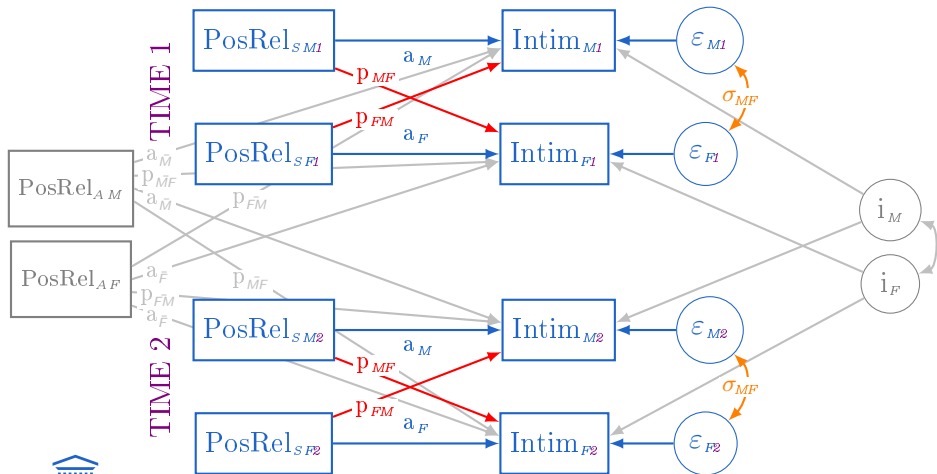 TIME 1
PosRel_SM1
a_M
Intim_M1
ε_M1
p_MF
σ_MF
p_FM
a_F
PosRel_SF1
Intim_F1
ε_F1
PosRel_AM
a_M̄
p_M̄F̄
a_M̄
p_F̄M̄
i_M
PosRel_AF
a_F̄
p_M̄F̄
p_F̄M̄
a_F̄
i_F
TIME 2
PosRel_SM2
a_M
Intim_M2
ε_M2
p_MF
σ_MF
p_FM
a_F
PosRel_SF2
Intim_F2
ε_F2